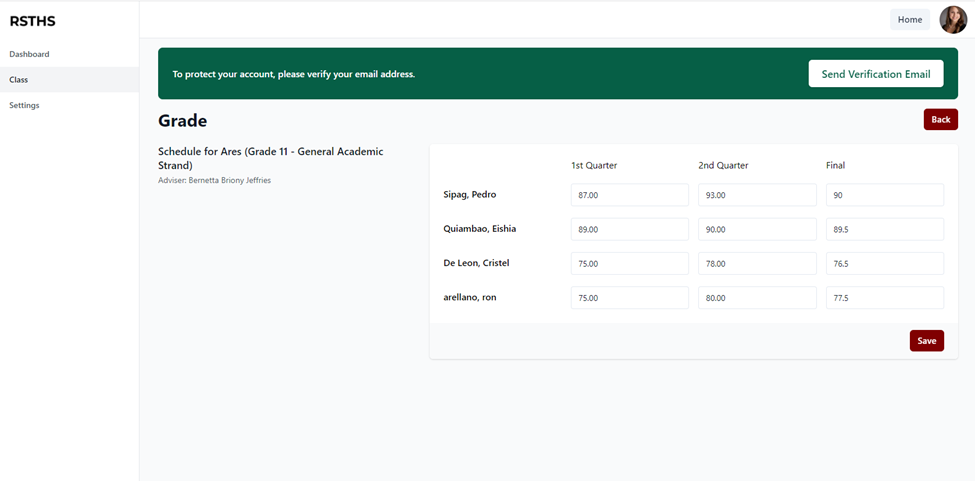 RSTHS
Home
Dashboard
Class
Settings
To protect your account, please verify your email address.
Send Verification Email
Grade
Back
Schedule for Ares (Grade 11 - General Academic
Strand)
Adviser: Bernetta Briony Jeffries
1st Quarter 2nd Quarter Final
Sipag, Pedro 87.00 93.00 90
Quiambao, Eishia 89.00 90.00 89.5
De Leon, Cristel 75.00 78.00 76.5
arellano, ron 75.00 80.00 77.5
Save